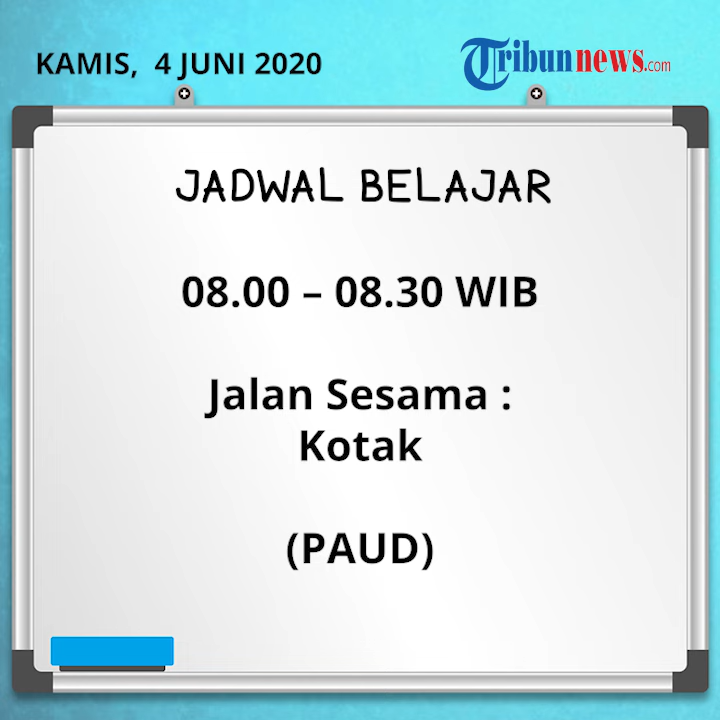 KAMIS, 4 JUNI 2020
Tribunnews.com
JADWAL BELAJAR
08.00 – 08.30 WIB
Jalan Sesama :
Kotak
(PAUD)